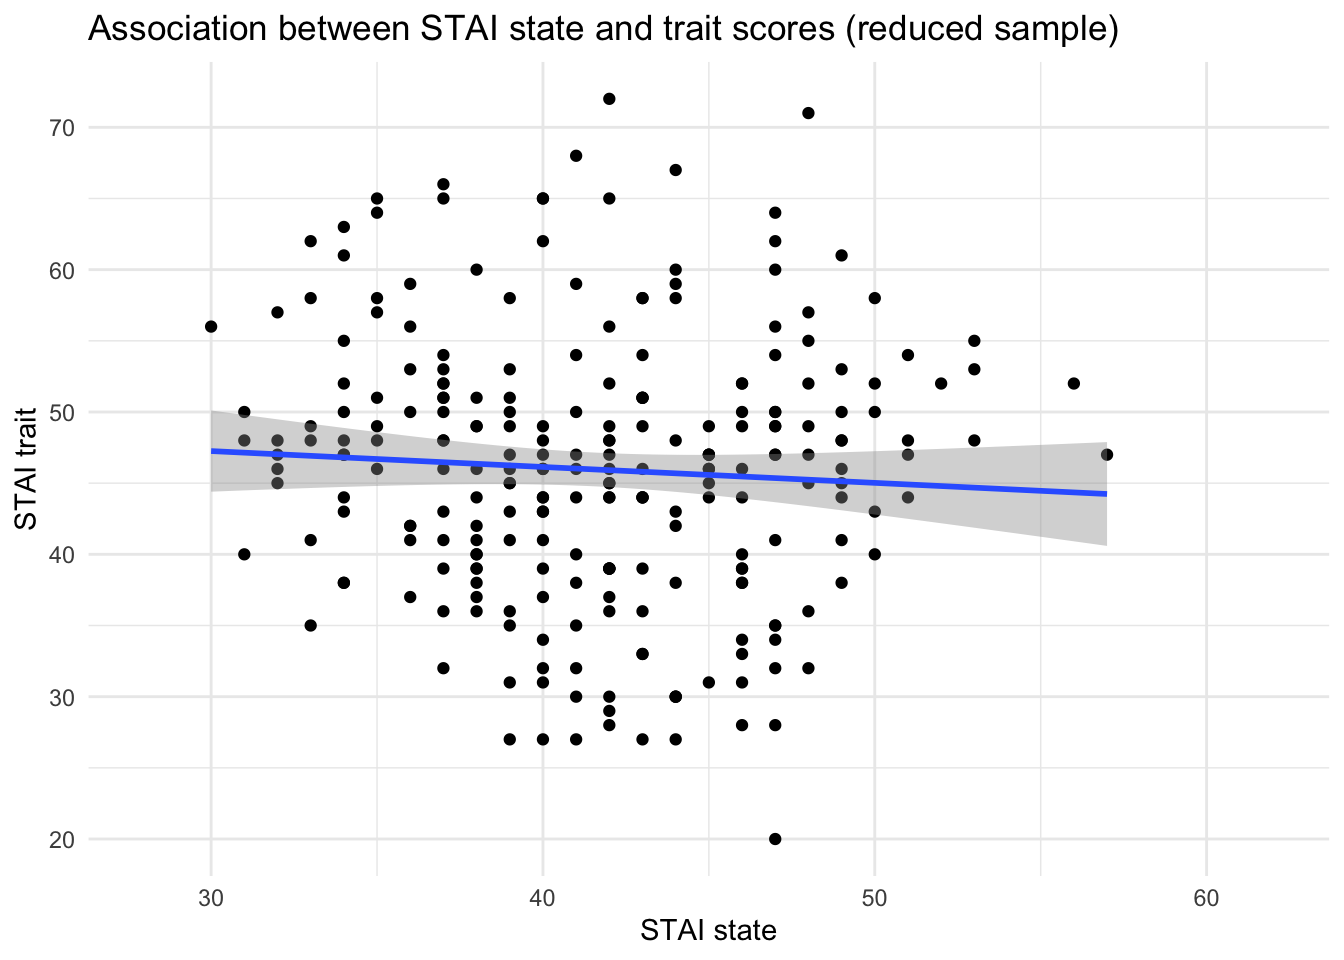 Association between STAI state and trait scores (reduced sample)
70
60
50
40
30
20
STAI trait
30 40 50 60
STAI state